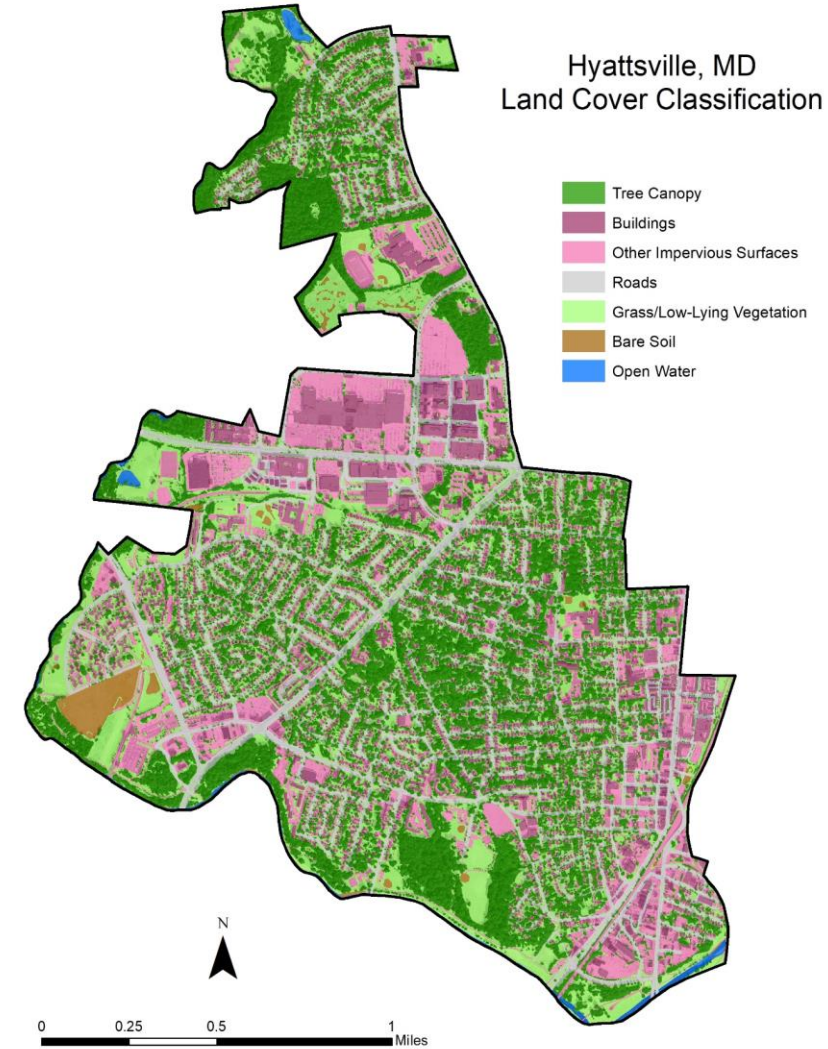 Hyattsville, MD
Land Cover Classification
Tree Canopy
Buildings
Other Impervious Surfaces
Roads
Grass/Low-Lying Vegetation
Bare Soil
Open Water
N
0 0.25 0.5 1
Miles